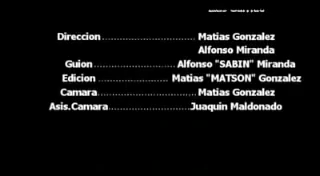 Direccion ................................ Matias Gonzalez
Alfonso Miranda
Guion ............................ Alfonso "SABIN" Miranda
Edicion ........................ Matias "MATSON" Gonzalez
Camara .................................. Matias Gonzalez
Asis.Camara ............................ Juaquin Maldonado